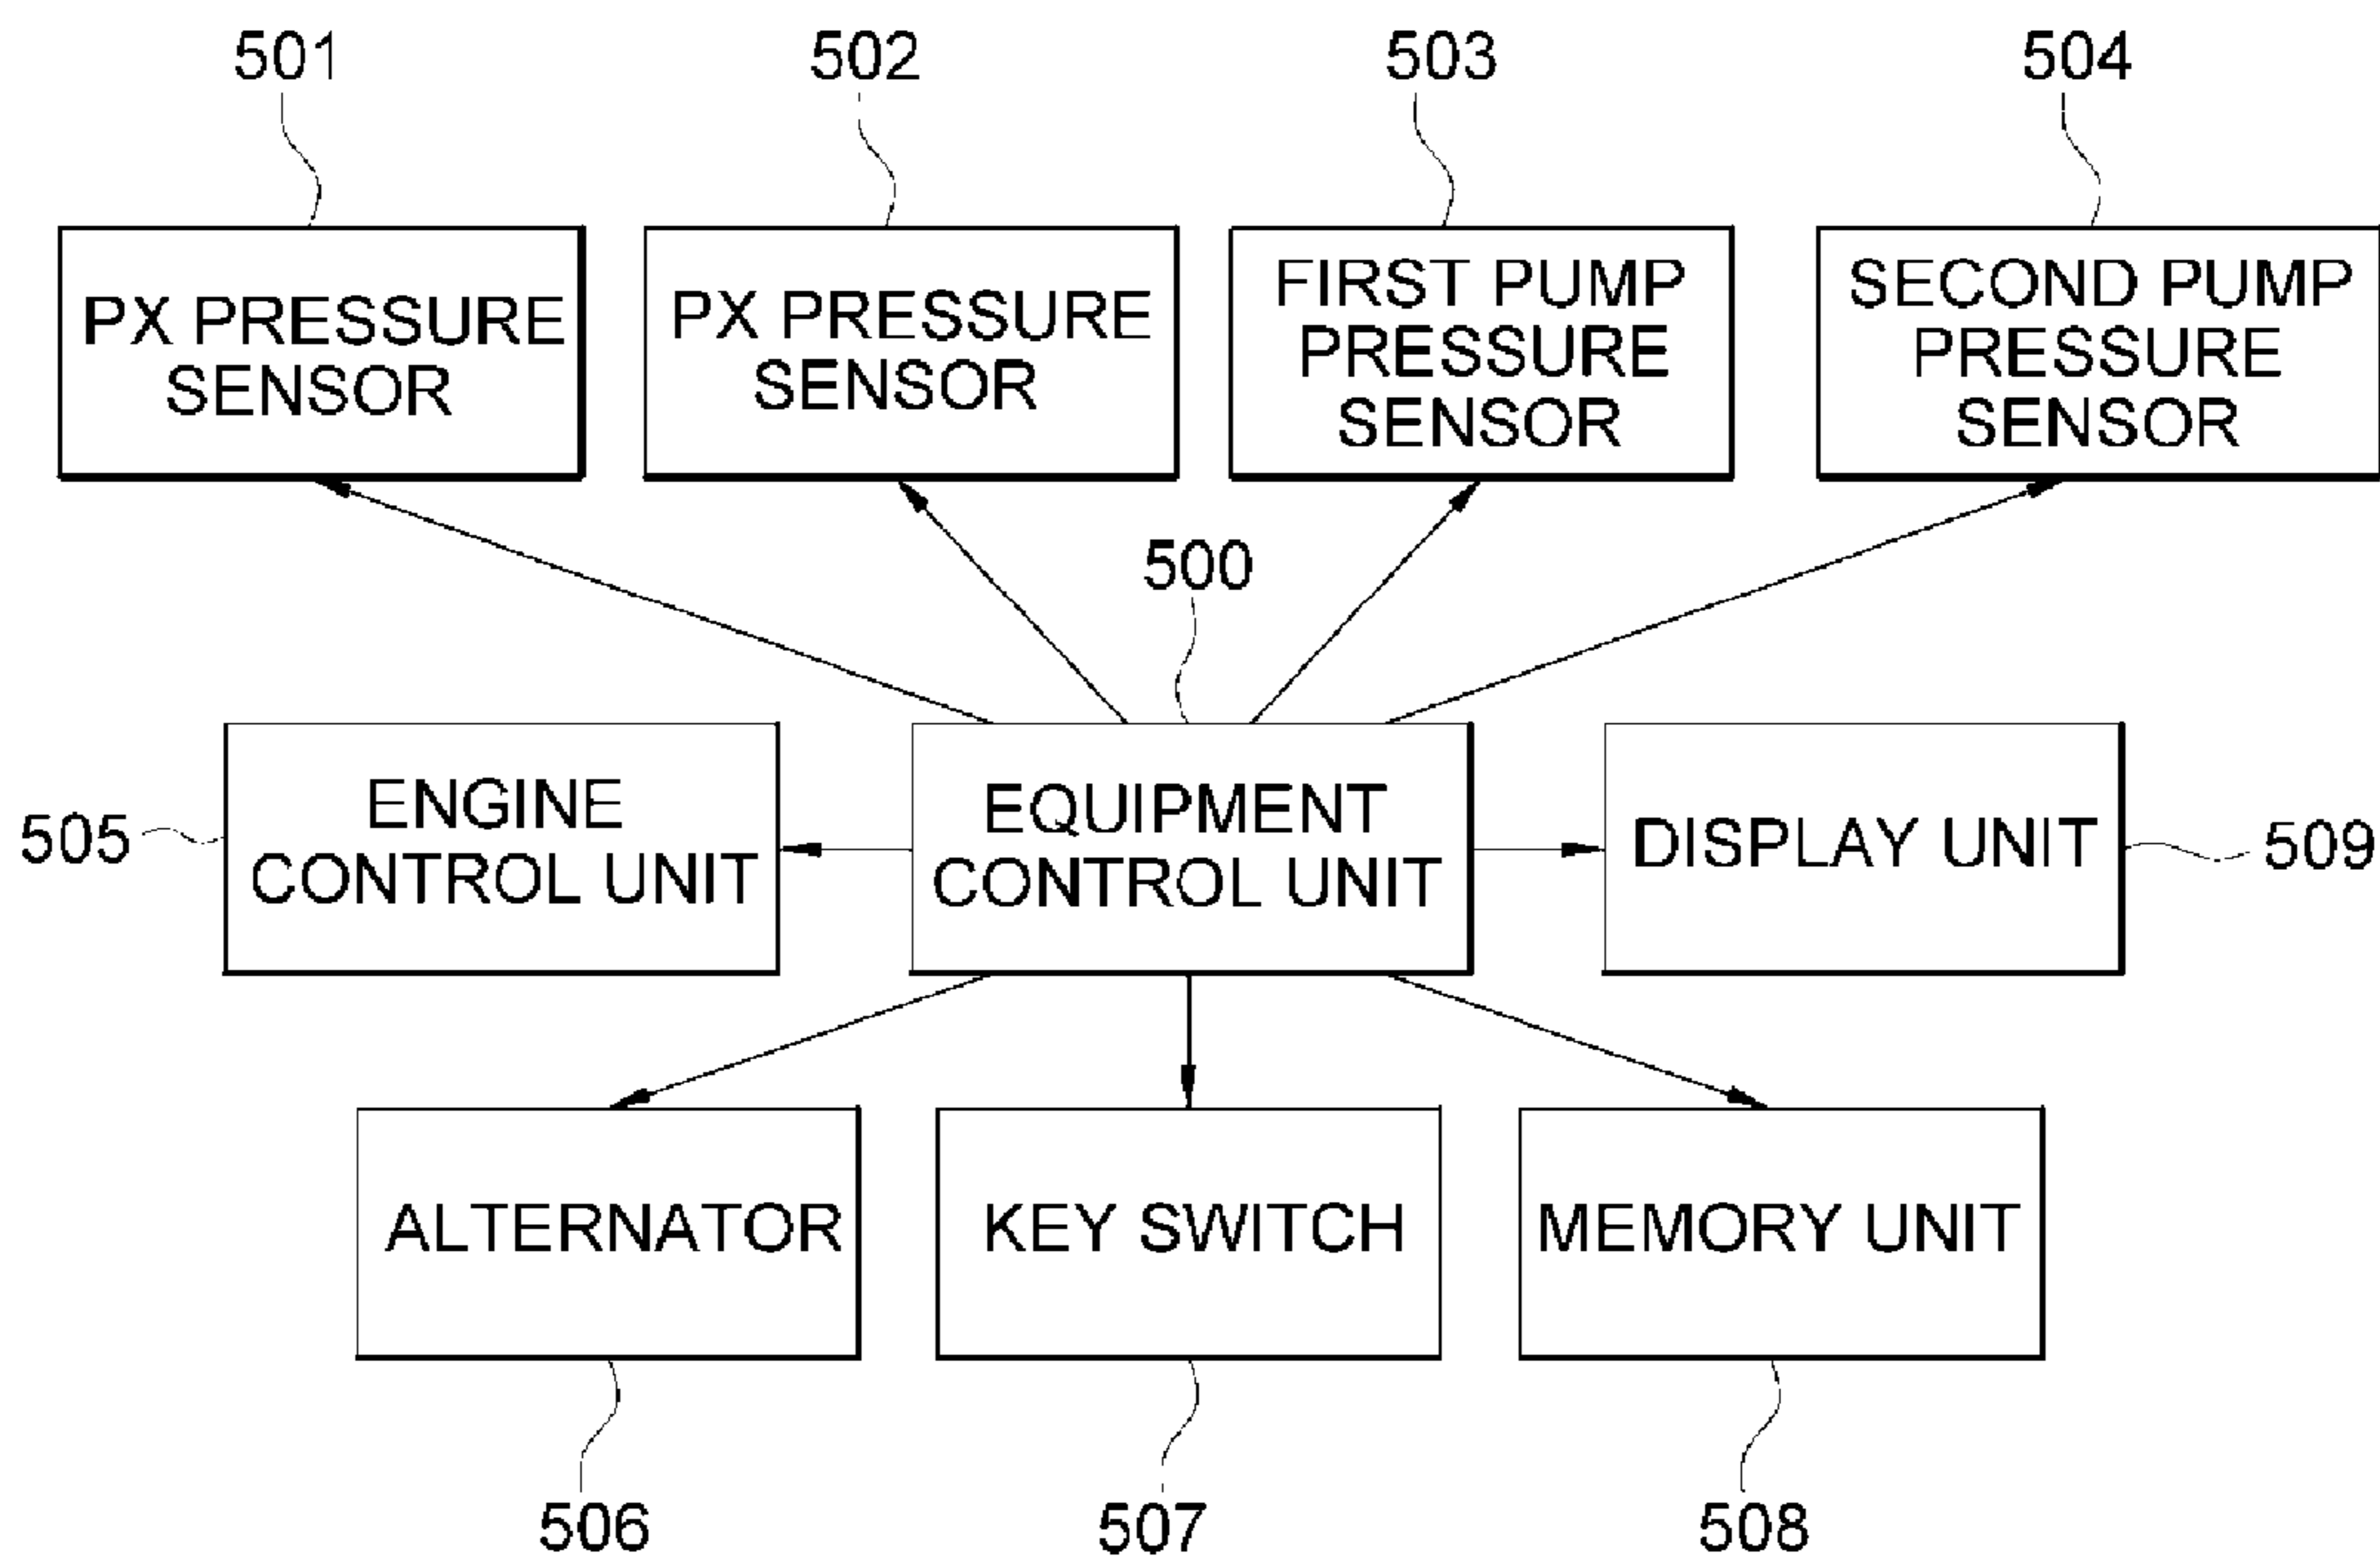 501
502
503
504
PX PRESSURE
SENSOR
PX PRESSURE
SENSOR
FIRST PUMP
PRESSURE
SENSOR
SECOND PUMP
PRESSURE
SENSOR
500
505
ENGINE
CONTROL UNIT
EQUIPMENT
CONTROL UNIT
DISPLAY UNIT
509
ALTERNATOR
KEY SWITCH
MEMORY UNIT
506
507
508